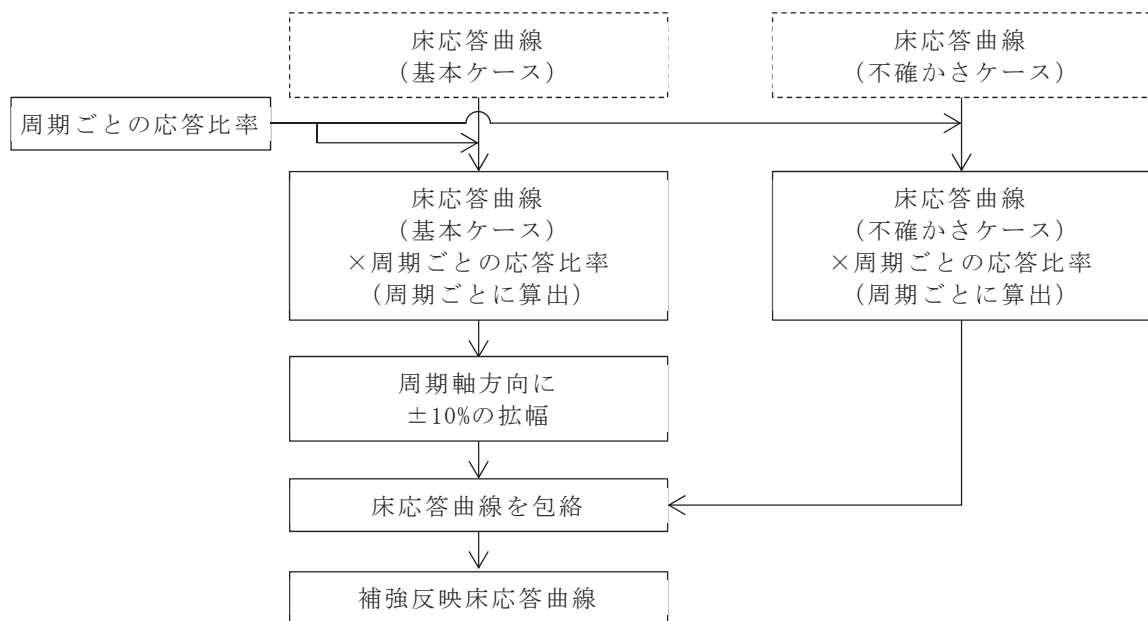 床応答曲線
（基本ケース）
床応答曲線
（不確かさケース）
周期ごとの応答比率
床応答曲線
（基本ケース）
×周期ごとの応答比率
（周期ごとに算出）
床応答曲線
（不確かさケース）
×周期ごとの応答比率
（周期ごとに算出）
周期軸方向に
±10%の拡幅
床応答曲線を包絡
補強反映床応答曲線